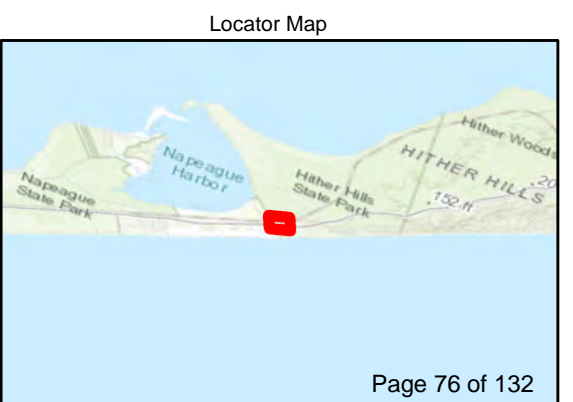 Locator Map
Hither Woods
HITHER HILLS
Napeague
Harbor
Hither Hills
State Park
Napeague
State Park
152 ft
20
Page 76 of 132